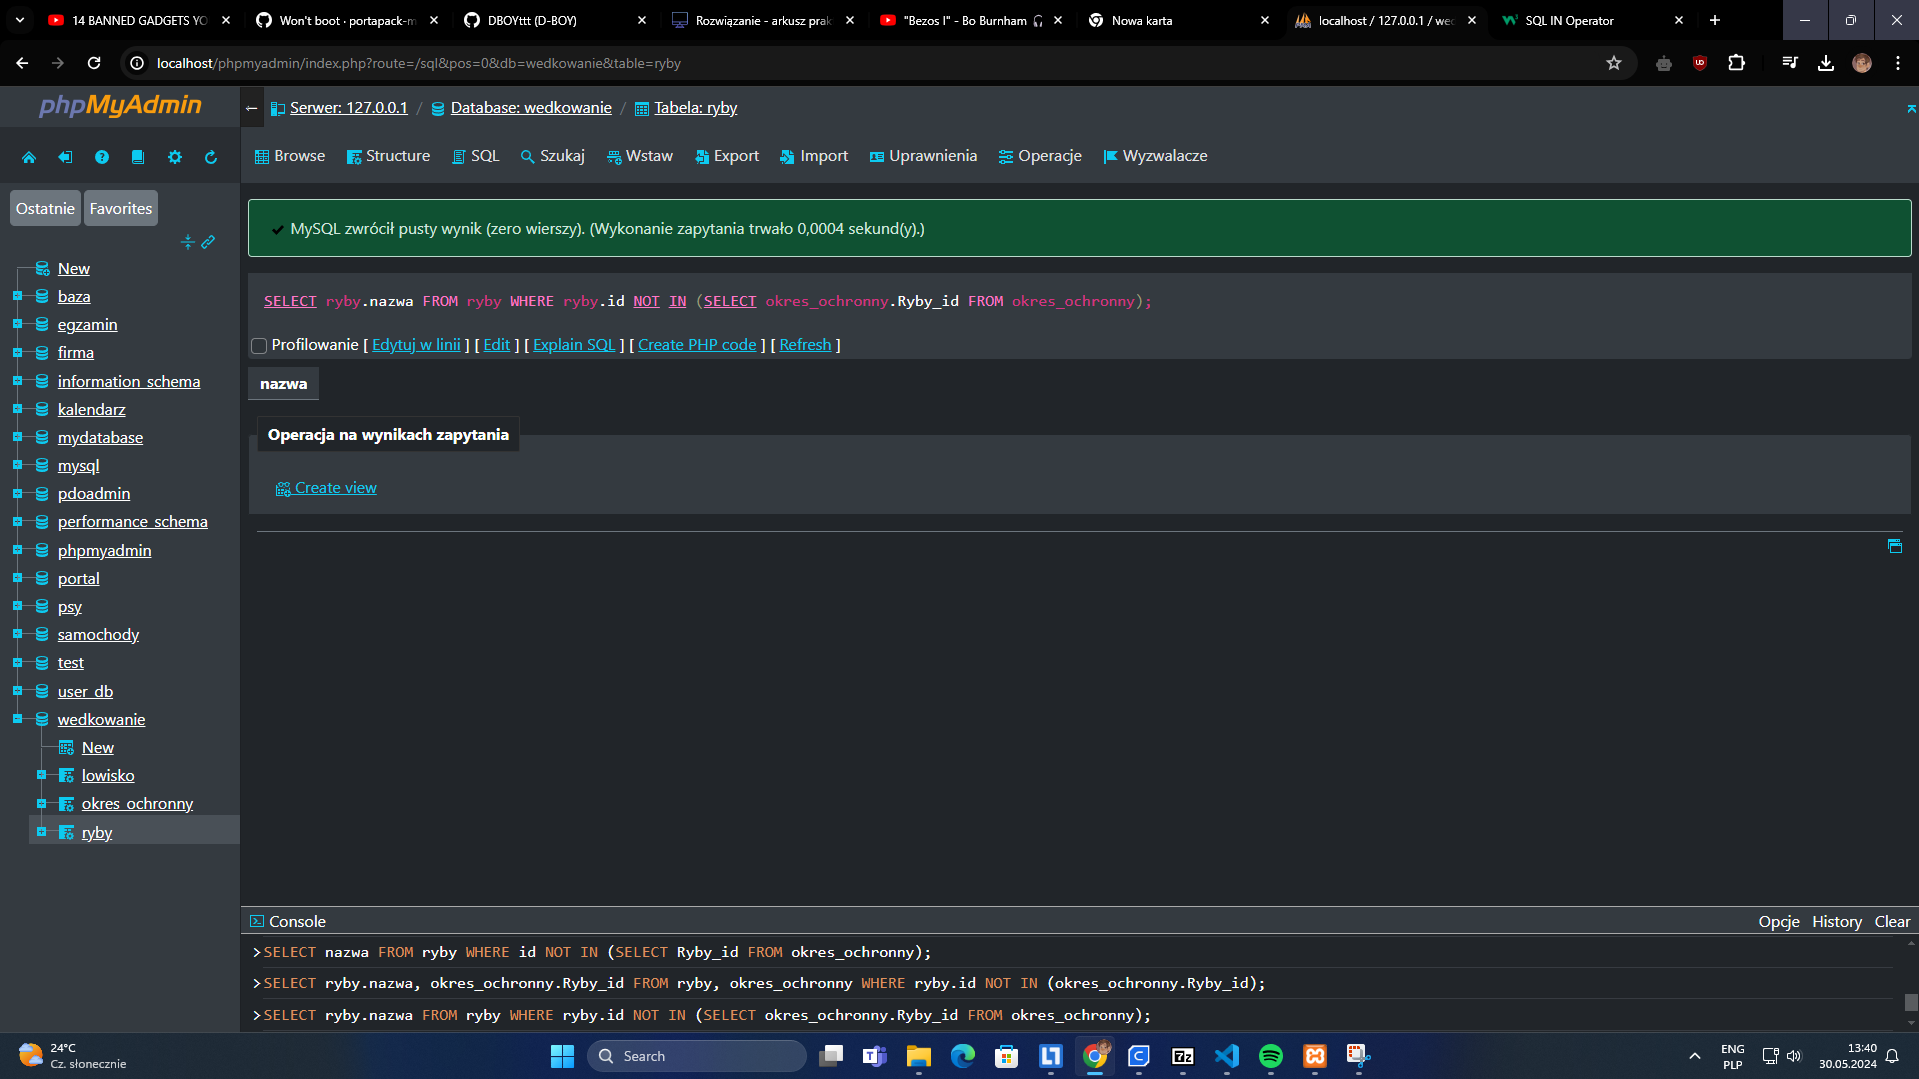 14 BANNED GADGETS YO
Won't boot · portapack-m
DBOYttt (D-BOY)
Rozwiązanie - arkusz prak
"Bezos I" - Bo Burnham
Nowa karta
localhost / 127.0.0.1 / wed
SQL IN Operator
localhost/phpmyadmin/index.php?route=/sql&pos=0&db=wedkowanie&table=ryby
phpMyAdmin
Serwer: 127.0.0.1 / Database: wedkowanie / Tabela: ryby
Browse Structure SQL Szukaj Wstaw Export Import Uprawnienia Operacje Wyzwalacze
Ostatnie Favorites
New
baza
egzamin
firma
information_schema
kalendarz
mydatabase
mysql
pdoadmin
performance_schema
phpmyadmin
portal
psy
samochody
test
user_db
wedkowanie
New
lowisko
okres_ochronny
ryby
MySQL zwrócił pusty wynik (zero wierszy). (Wykonanie zapytania trwało 0,0004 sekund(y).)
SELECT ryby.nazwa FROM ryby WHERE ryby.id NOT IN (SELECT okres_ochronny.Ryby_id FROM okres_ochronny);
Profilowanie [ Edytuj w linii ] [ Edit ] [ Explain SQL ] [ Create PHP code ] [ Refresh ]
nazwa
Operacja na wynikach zapytania
Create view
Console
Opcje History Clear
>SELECT nazwa FROM ryby WHERE id NOT IN (SELECT Ryby_id FROM okres_ochronny);
>SELECT ryby.nazwa, okres_ochronny.Ryby_id FROM ryby, okres_ochronny WHERE ryby.id NOT IN (okres_ochronny.Ryby_id);
>SELECT ryby.nazwa FROM ryby WHERE ryby.id NOT IN (SELECT okres_ochronny.Ryby_id FROM okres_ochronny);
24°C
Cz. słonecznie
Search
7z
ENG
PLP
13:40
30.05.2024